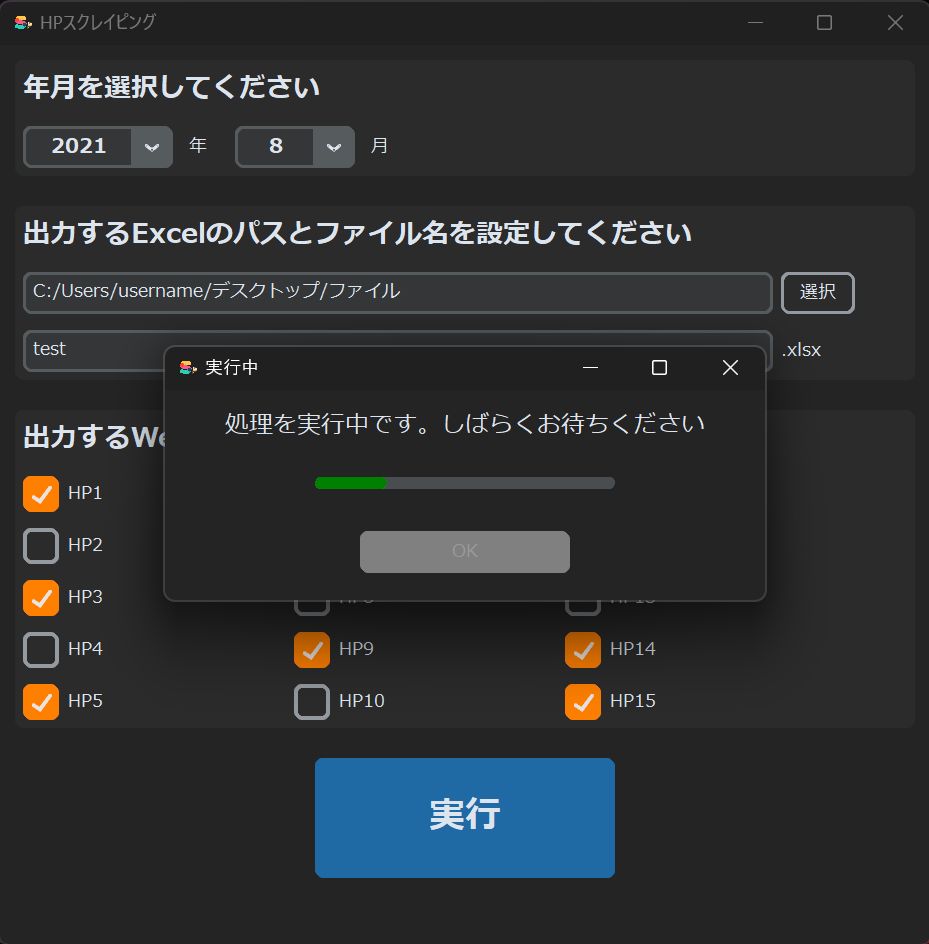 HPスクレイピング
年月を選択してください
2021 年 8 月
出力するExcelのパスとファイル名を設定してください
C:/Users/username/デスクトップ/ファイル 選択
test .xlsx
実行中
処理を実行中です。しばらくお待ちください
OK
出力するWe
HP1
HP2
HP3
HP4 HP9 HP14
HP5 HP10 HP15
実行